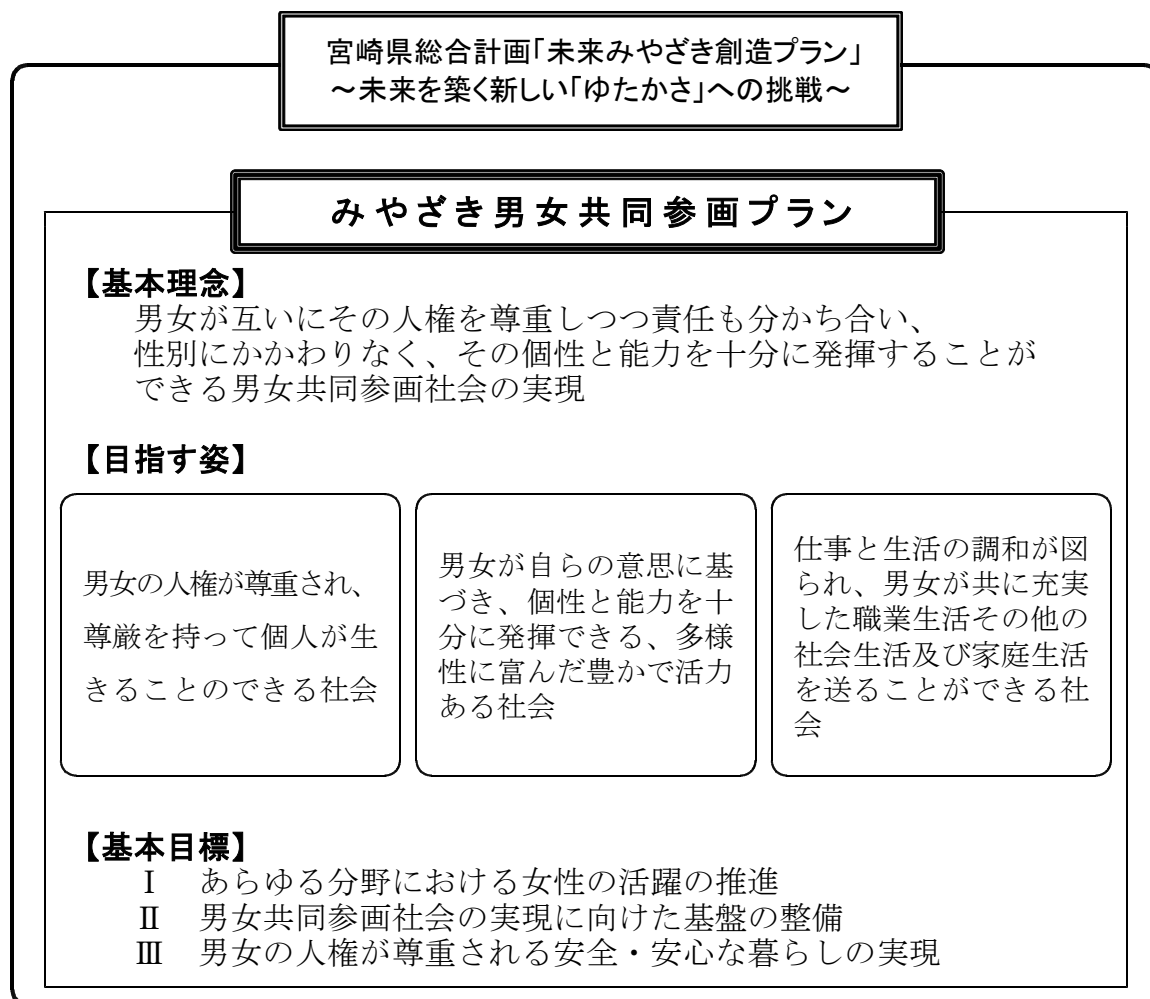 宮崎県総合計画「未来みやざき創造プラン」
～未来を築く新しい「ゆたかさ」への挑戦～
みやざき男女共同参画プラン
【基本理念】
男女が互いにその人権を尊重しつつ責任も分かち合い、
性別にかかわりなく、その個性と能力を十分に発揮することが
できる男女共同参画社会の実現
【目指す姿】
男女の人権が尊重され、
尊厳を持って個人が生
きることのできる社会
男女が自らの意思に基
づき、個性と能力を十
分に発揮できる、多様
性に富んだ豊かで活力
ある社会
仕事と生活の調和が図
られ、男女が共に充実
した職業生活その他の
社会生活及び家庭生活
を送ることができる社
会
【基本目標】
Ⅰ　あらゆる分野における女性の活躍の推進
Ⅱ　男女共同参画社会の実現に向けた基盤の整備
Ⅲ　男女の人権が尊重される安全・安心な暮らしの実現